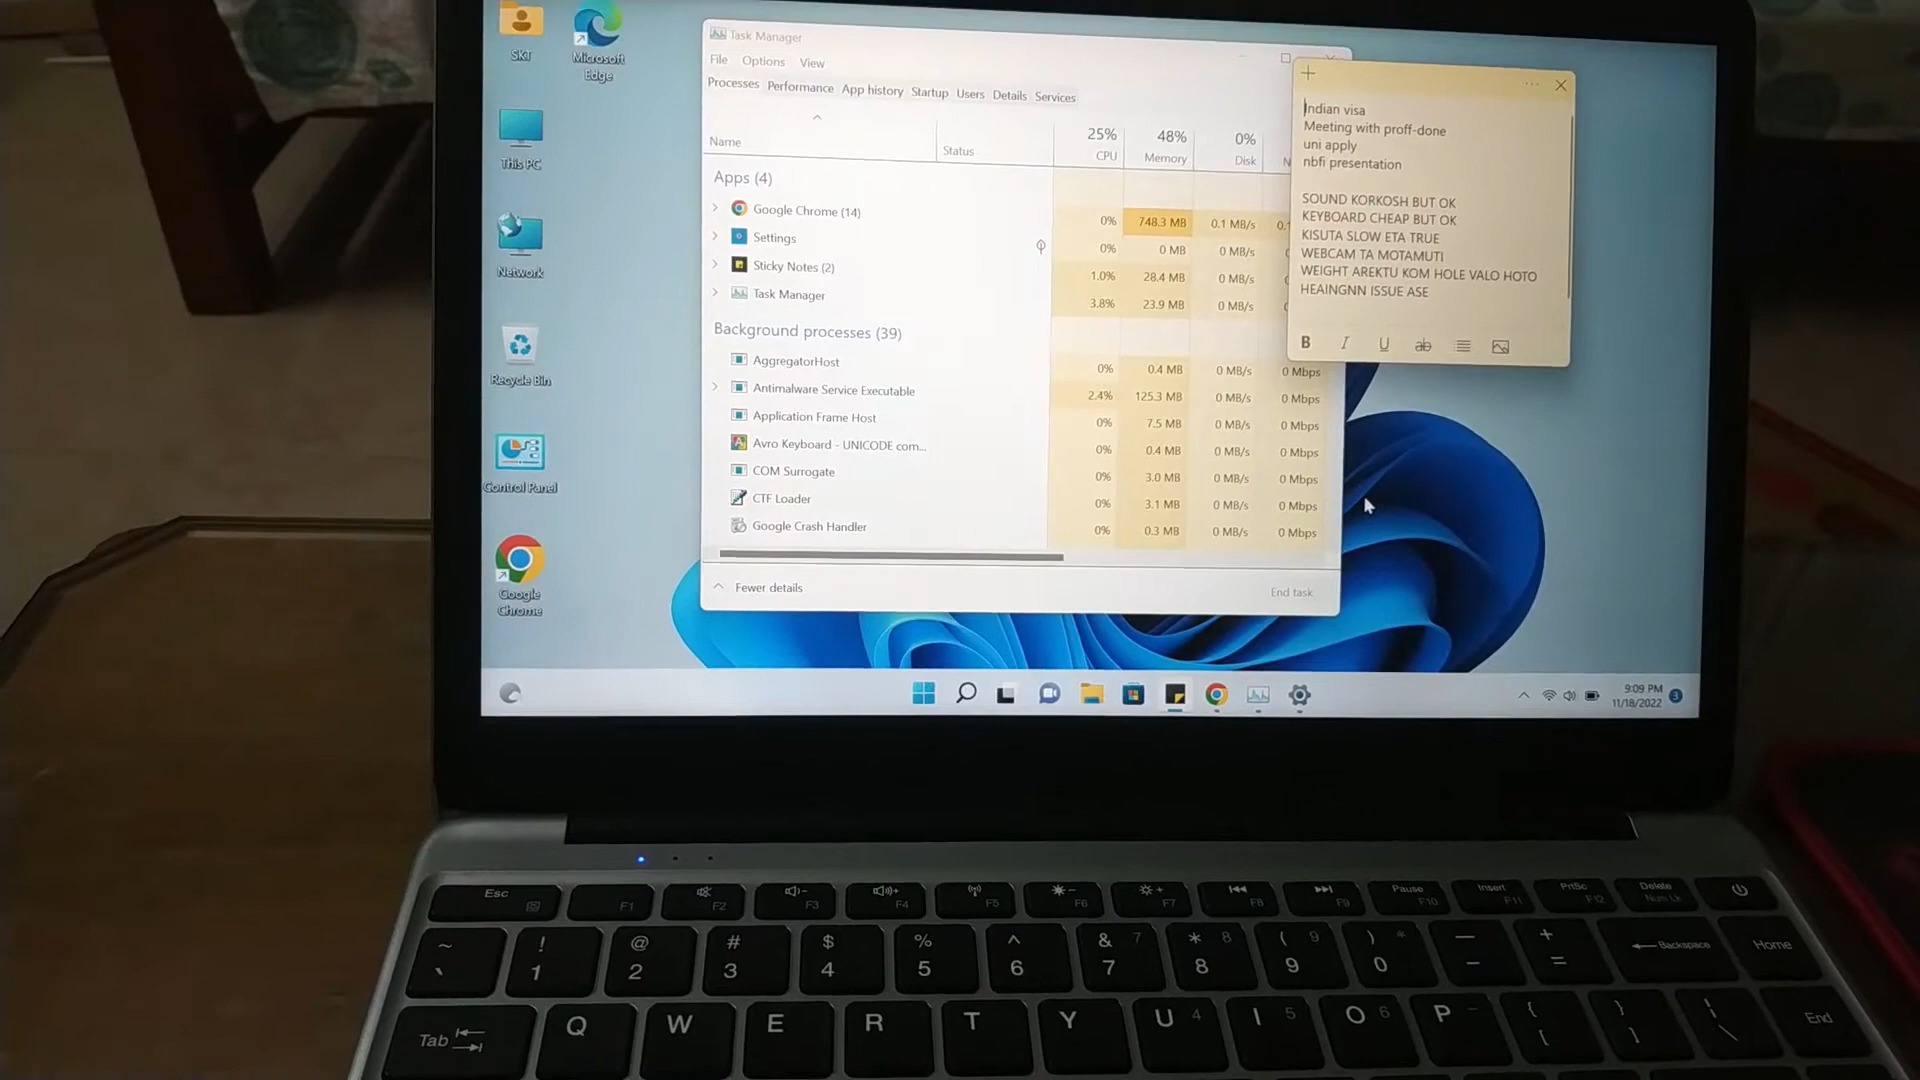 SKT
Microsoft
Edge
This PC
Network
Recycle Bin
Control Panel
Google
Chrome
Task Manager
File Options View
Processes Performance App history Startup Users Details Services
25% 48% 0%
Name Status CPU Memory Disk
Apps (4)
Google Chrome (14) 0% 748.3 MB 0.1 MB/s
Settings 0% 0 MB 0 MB/s
Sticky Notes (2) 1.0% 28.4 MB 0 MB/s
Task Manager 3.8% 23.9 MB 0 MB/s
Background processes (39)
AggregatorHost 0% 0.4 MB 0 MB/s 0 Mbps
Antimalware Service Executable 2.4% 125.3 MB 0 MB/s 0 Mbps
Application Frame Host 0% 7.5 MB 0 MB/s 0 Mbps
Avro Keyboard - UNICODE com... 0% 0.4 MB 0 MB/s 0 Mbps
COM Surrogate 0% 3.0 MB 0 MB/s 0 Mbps
CTF Loader 0% 3.1 MB 0 MB/s 0 Mbps
Google Crash Handler 0% 0.3 MB 0 MB/s 0 Mbps
Fewer details End task
Indian visa
Meeting with proff-done
uni apply
nbfi presentation
SOUND KORKOSH BUT OK
KEYBOARD CHEAP BUT OK
KISUTA SLOW ETA TRUE
WEBCAM TA MOTAMUTI
WEIGHT AREKTU KOM HOLE VALO HOTO
HEAINGNN ISSUE ASE
B I U ab
9:09 PM
11/18/2022 3
Esc F1 F2 F3 F4 F5 F6 F7 F8 F9 Pause F10 Insert F11 PrtSc F12 Delete Num Lk
~ ! @ # $ % ^ & 7 * 8 ( 9 ) * — +
` 1 2 3 4 5 6 7 8 9 0 - = Backspace Home
Tab Q W E R T Y U 4 I 5 O 6 P - { [ } ] | \ End